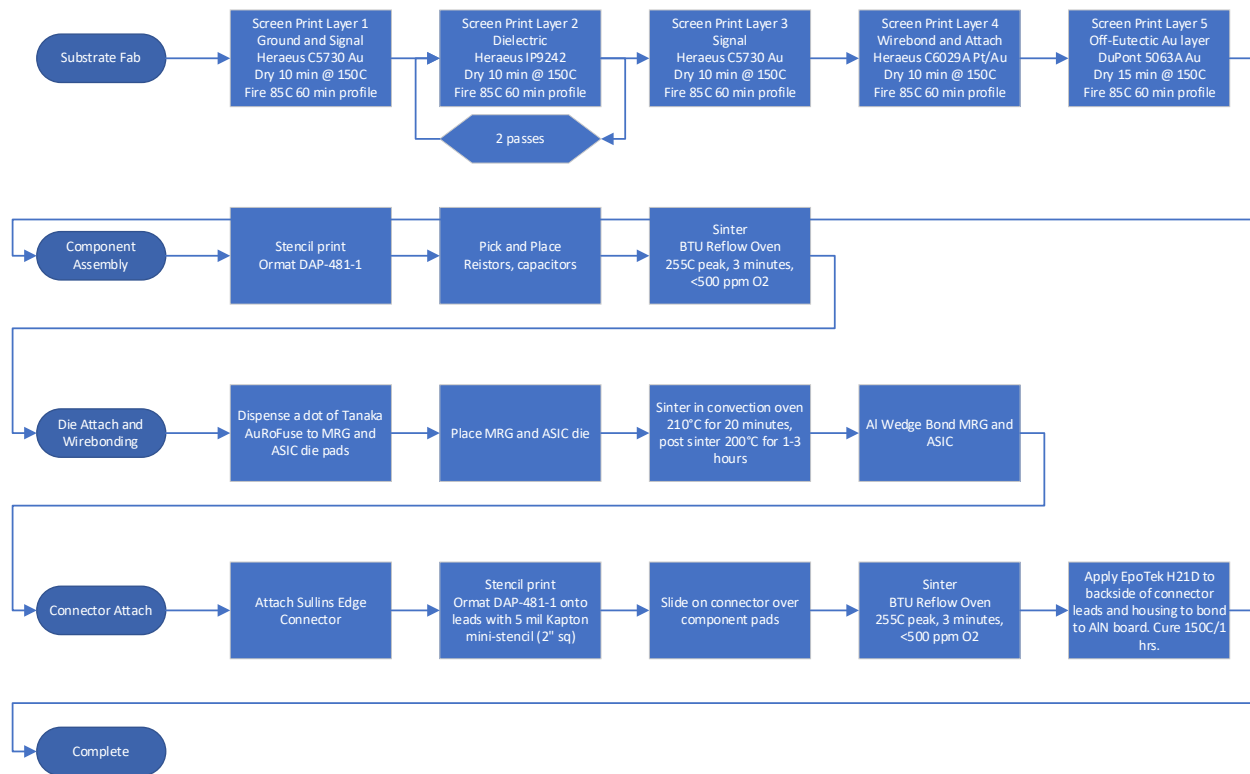 Substrate Fab
Screen Print Layer 1
Ground and Signal
Heraeus C5730 Au
Dry 10 min @ 150C
Fire 85C 60 min profile
Screen Print Layer 2
Dielectric
Heraeus IP9242
Dry 10 min @ 150C
Fire 85C 60 min profile
2 passes
Screen Print Layer 3
Signal
Heraeus C5730 Au
Dry 10 min @ 150C
Fire 85C 60 min profile
Screen Print Layer 4
Wirebond and Attach
Heraeus C6029A Pt/Au
Dry 10 min @ 150C
Fire 85C 60 min profile
Screen Print Layer 5
Off-Eutectic Au layer
DuPont 5063A Au
Dry 15 min @ 150C
Fire 85C 60 min profile
Component
Assembly
Stencil print
Ormat DAP-481-1
Pick and Place
Reistors, capacitors
Sinter
BTU Reflow Oven
255C peak, 3 minutes,
<500 ppm O2
Die Attach and
Wirebonding
Dispense a dot of Tanaka
AuRoFuse to MRG and
ASIC die pads
Place MRG and ASIC die
Sinter in convection oven
210°C for 20 minutes,
post sinter 200°C for 1-3
hours
Al Wedge Bond MRG and
ASIC
Connector Attach
Attach Sullins Edge
Connector
Stencil print
Ormat DAP-481-1 onto
leads with 5 mil Kapton
mini-stencil (2" sq)
Slide on connector over
component pads
Sinter
BTU Reflow Oven
255C peak, 3 minutes,
<500 ppm O2
Apply EpoTek H21D to
backside of connector
leads and housing to bond
to AlN board. Cure 150C/1
hrs.
Complete